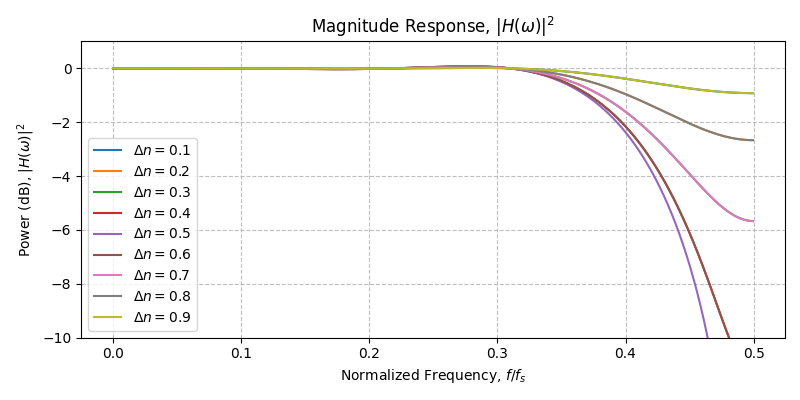 Magnitude Response, |H(ω)|²
Power (dB), |H(ω)|²
0
−2
−4
−6
−8
−10
Δn = 0.1
Δn = 0.2
Δn = 0.3
Δn = 0.4
Δn = 0.5
Δn = 0.6
Δn = 0.7
Δn = 0.8
Δn = 0.9
0.0 0.1 0.2 0.3 0.4 0.5
Normalized Frequency, f/fₛ